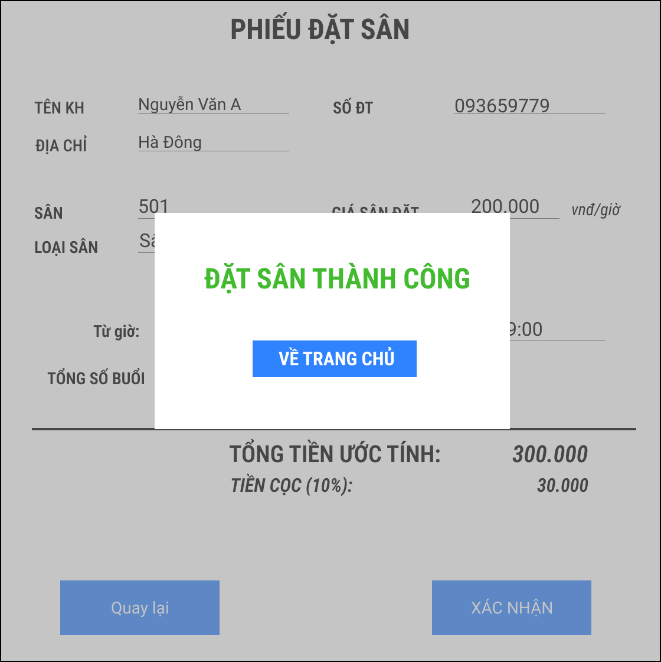 PHIẾU ĐẶT SÂN
TÊN KH Nguyễn Văn A SỐ ĐT 093659779
ĐỊA CHỈ Hà Đông
SÂN 501 GIÁ SÂN ĐẶT 200.000 vnđ/giờ
LOẠI SÂN
ĐẶT SÂN THÀNH CÔNG
Từ giờ: 9:00
VỀ TRANG CHỦ
TỔNG SỐ BUỔI
TỔNG TIỀN ƯỚC TÍNH: 300.000
TIỀN CỌC (10%): 30.000
Quay lại XÁC NHẬN